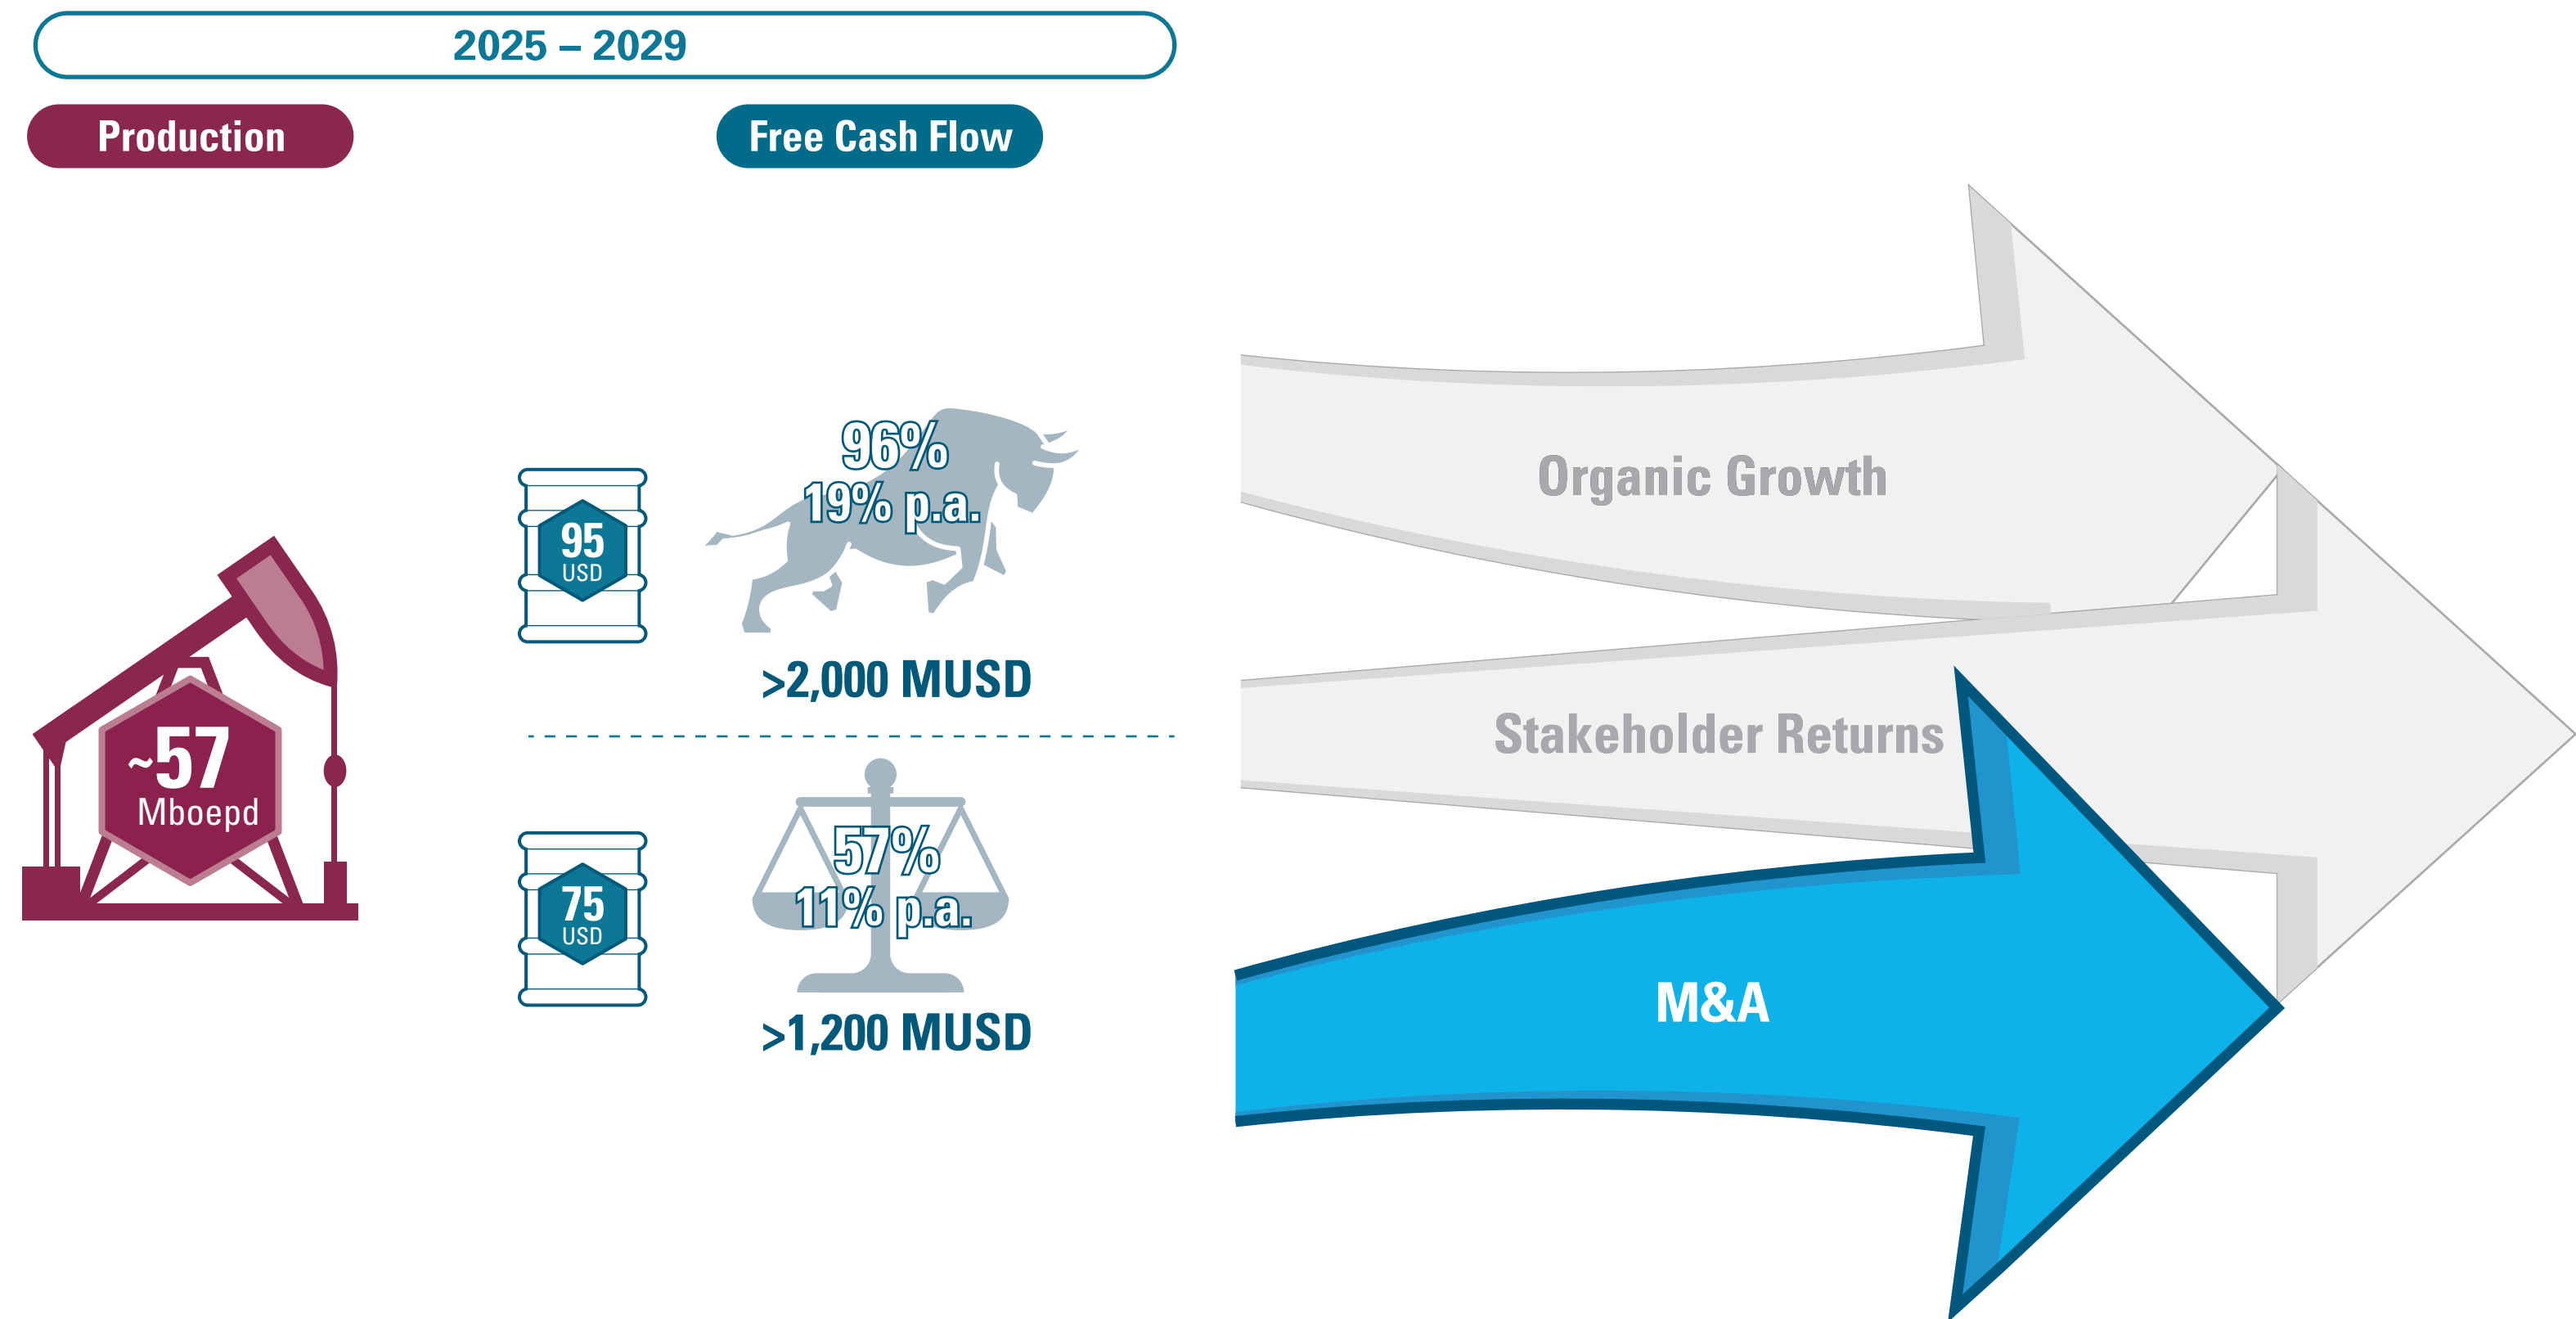 2025 – 2029
Production
Free Cash Flow
~57
Mboepd
95
USD
96%
19% p.a.
>2,000 MUSD
75
USD
57%
11% p.a.
>1,200 MUSD
Organic Growth
Stakeholder Returns
M&A